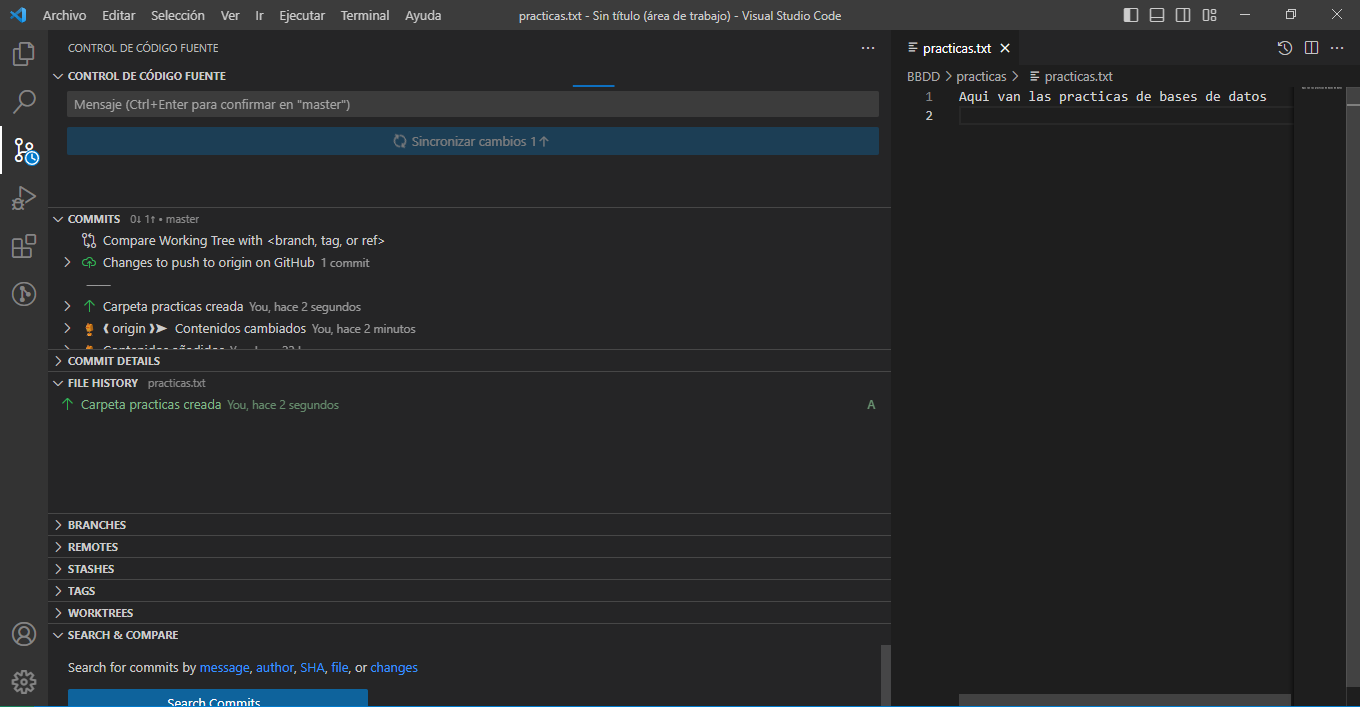 Archivo Editar Selección Ver Ir Ejecutar Terminal Ayuda practicas.txt - Sin título (área de trabajo) - Visual Studio Code
CONTROL DE CÓDIGO FUENTE
CONTROL DE CÓDIGO FUENTE
Mensaje (Ctrl+Enter para confirmar en "master")
Sincronizar cambios 1↑
COMMITS 0↓ 1↑ • master
Compare Working Tree with <branch, tag, or ref>
Changes to push to origin on GitHub 1 commit
Carpeta practicas creada You, hace 2 segundos
origin Contenidos cambiados You, hace 2 minutos
Contenidos añadidos You,
COMMIT DETAILS
FILE HISTORY practicas.txt
Carpeta practicas creada You, hace 2 segundos A
BRANCHES
REMOTES
STASHES
TAGS
WORKTREES
SEARCH & COMPARE
Search for commits by message, author, SHA, file, or changes
Search Commits
practicas.txt
BBDD > practicas > practicas.txt
1 Aqui van las practicas de bases de datos
2